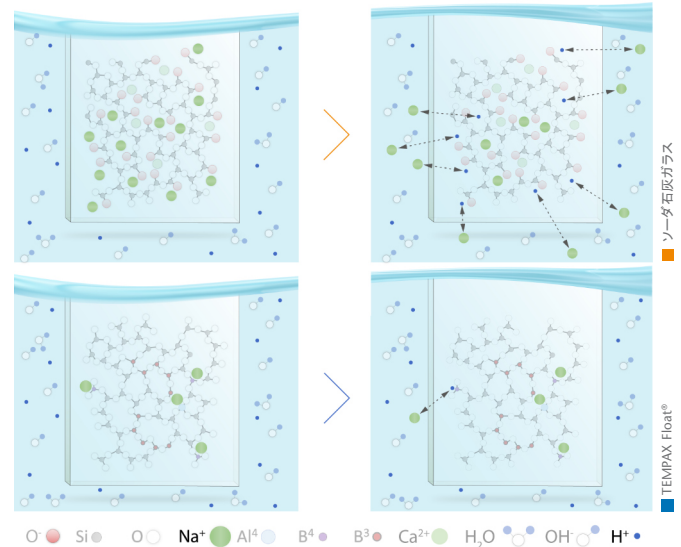 ソーダ石灰ガラス
TEMPAX Float®
O⁻ Si O Na⁺ Al⁴ B⁴ B³ Ca²⁺ H₂O OH⁻ H⁺